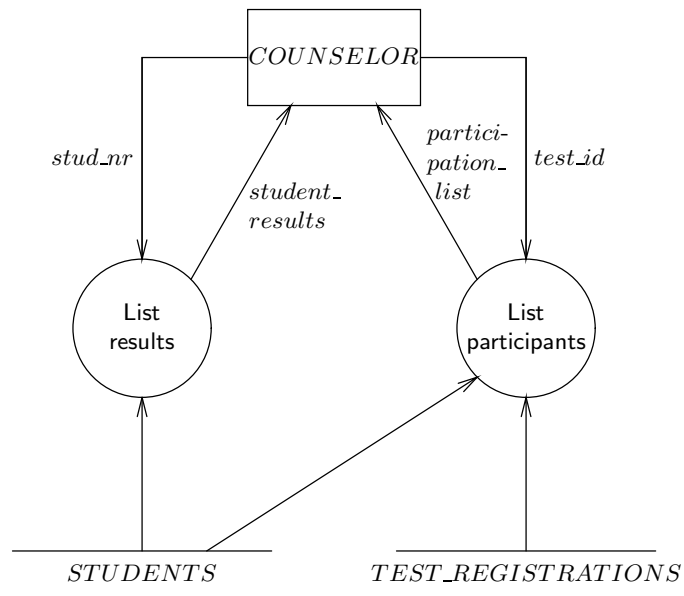 COUNSELOR
stud_nr
student_
results
partici-
pation_
list
test_id
List
results
List
participants
STUDENTS
TEST_REGISTRATIONS